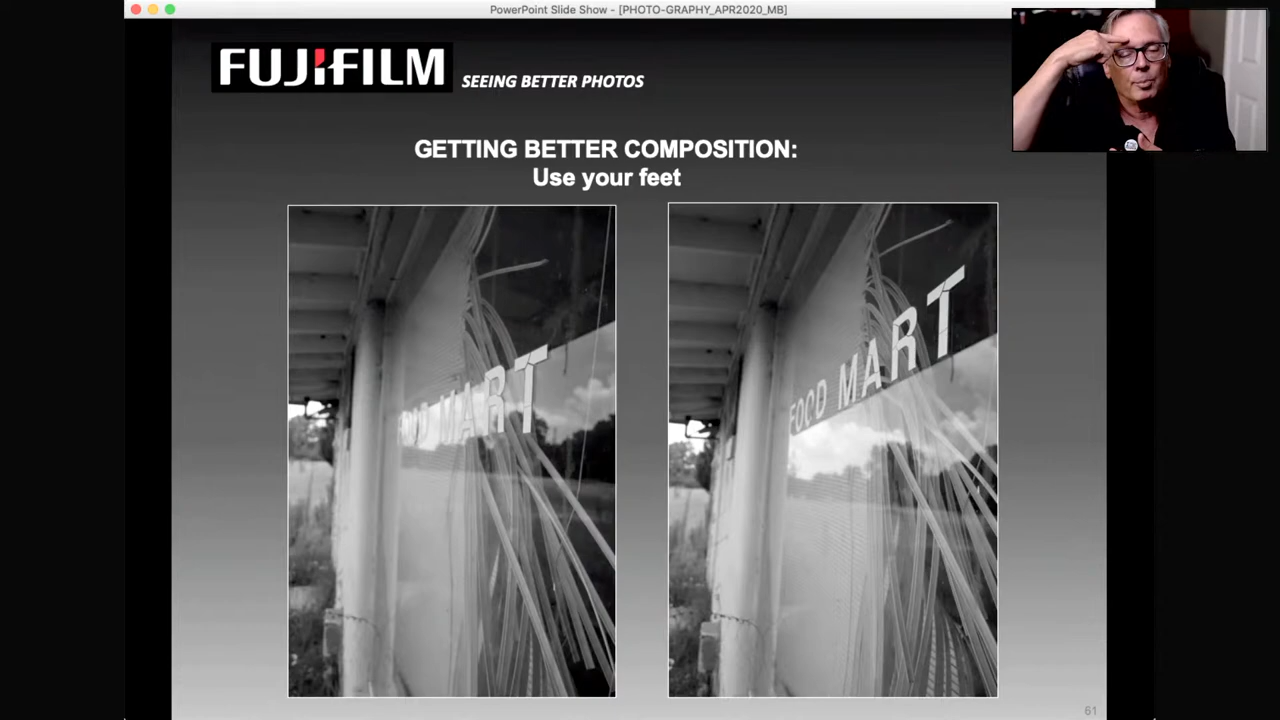 PowerPoint Slide Show - [PHOTO-GRAPHY_APR2020_MB]
FUJIFILM SEEING BETTER PHOTOS
GETTING BETTER COMPOSITION:
Use your feet
MART
FOOD MART
61